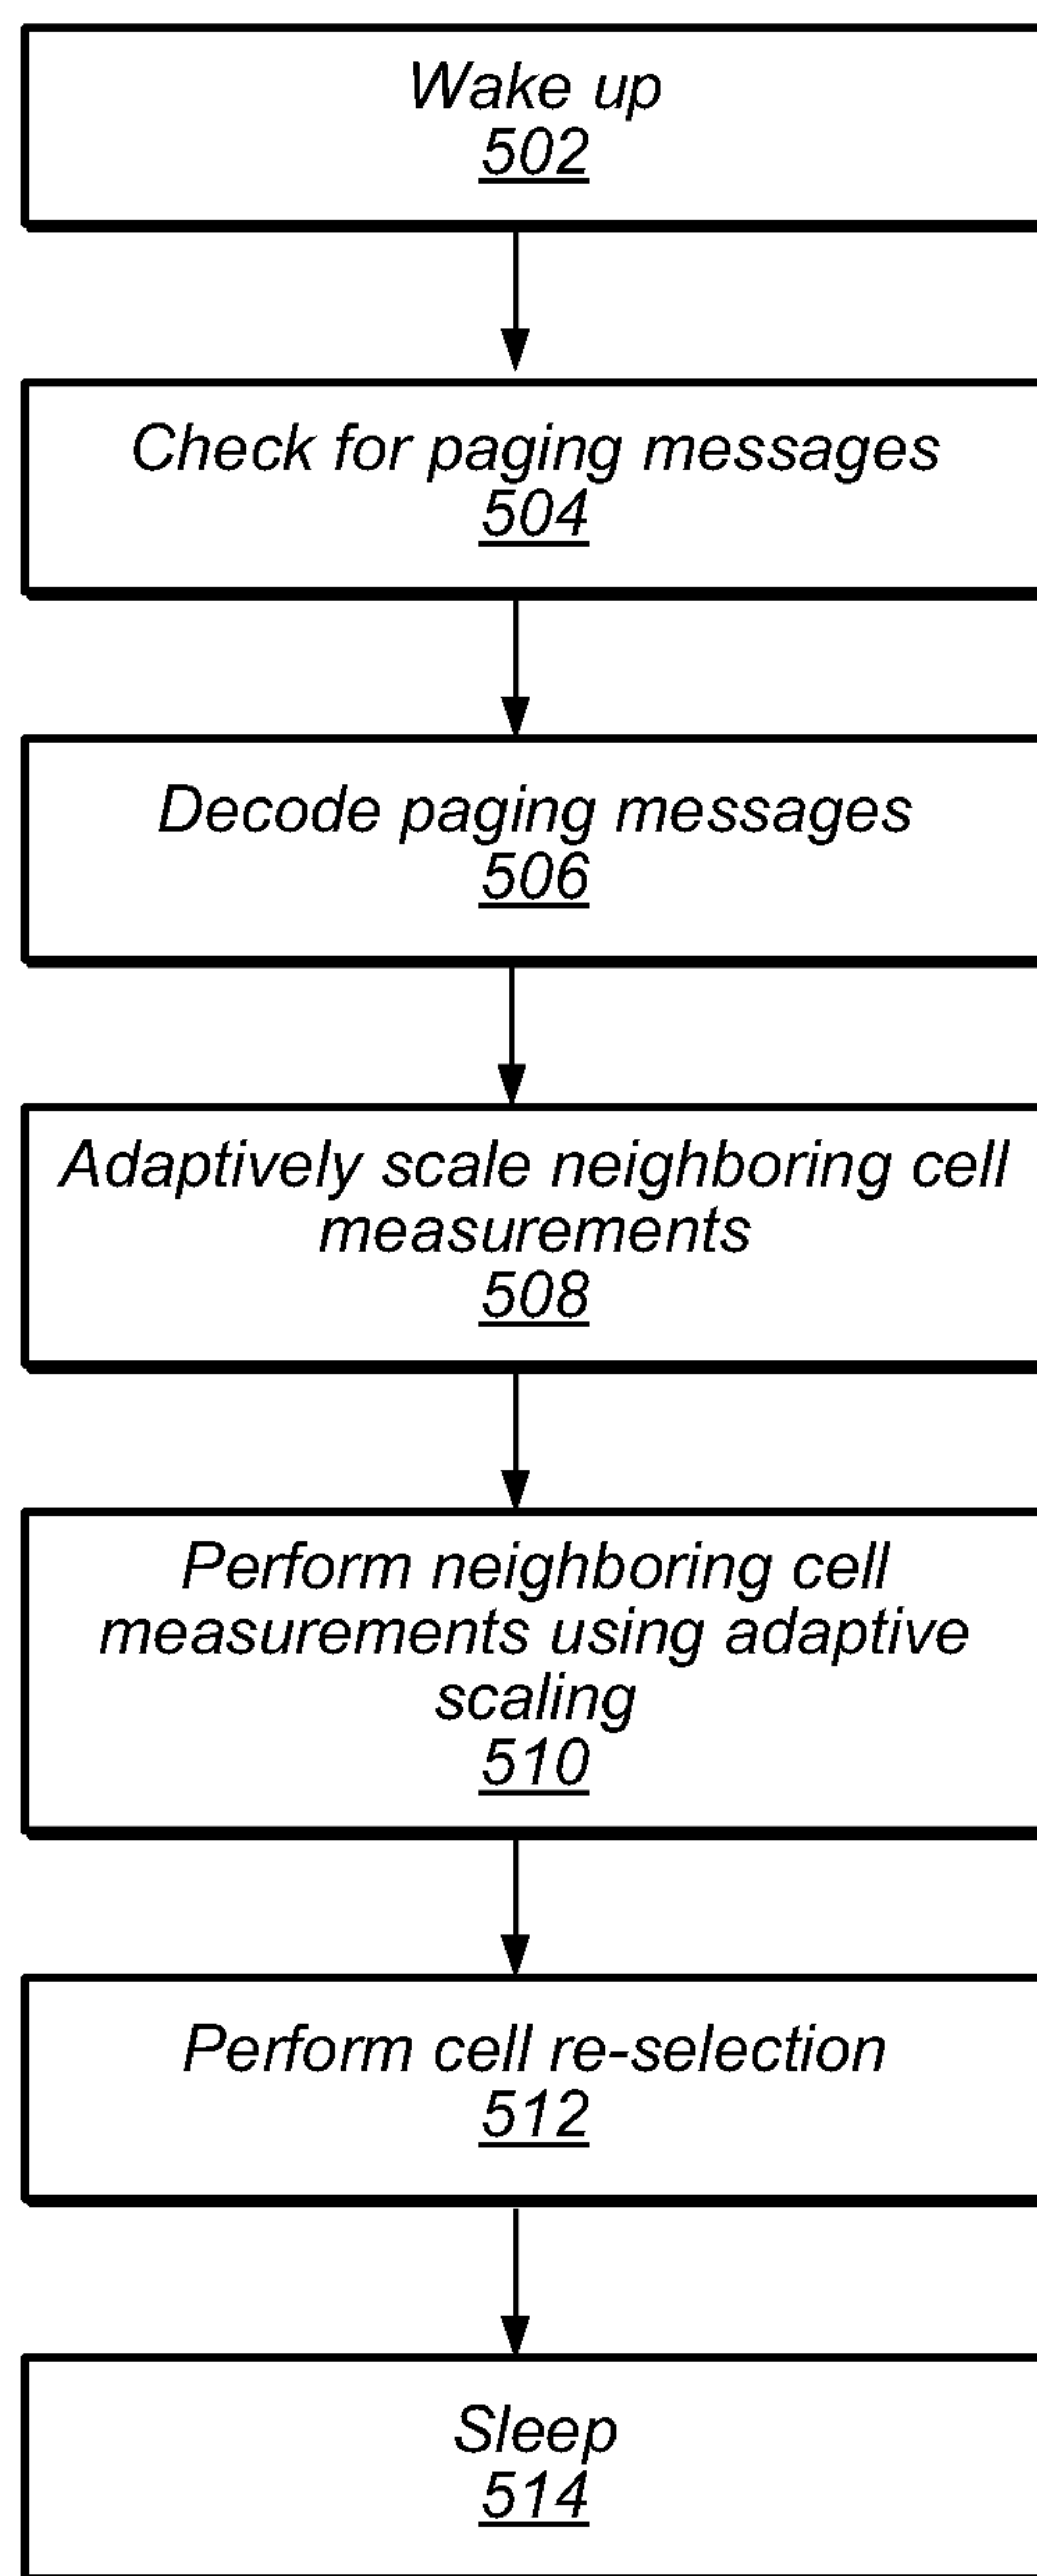 Wake up
502
Check for paging messages
504
Decode paging messages
506
Adaptively scale neighboring cell
measurements
508
Perform neighboring cell
measurements using adaptive
scaling
510
Perform cell re-selection
512
Sleep
514